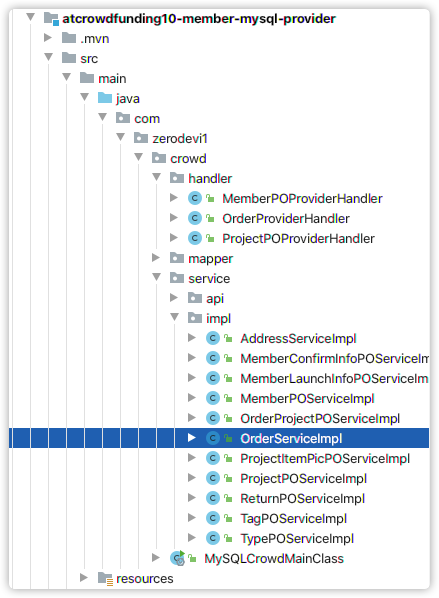 atcrowdfunding10-member-mysql-provider
.mvn
src
main
java
com
zerodevi1
crowd
handler
MemberPOProviderHandler
OrderProviderHandler
ProjectPOProviderHandler
mapper
service
api
impl
AddressServiceImpl
MemberConfirmInfoPOServiceIm
MemberLaunchInfoPOServiceIm
MemberPOServiceImpl
OrderProjectPOServiceImpl
OrderServiceImpl
ProjectItemPicPOServiceImpl
ProjectPOServiceImpl
ReturnPOServiceImpl
TagPOServiceImpl
TypePOServiceImpl
MySQLCrowdMainClass
resources